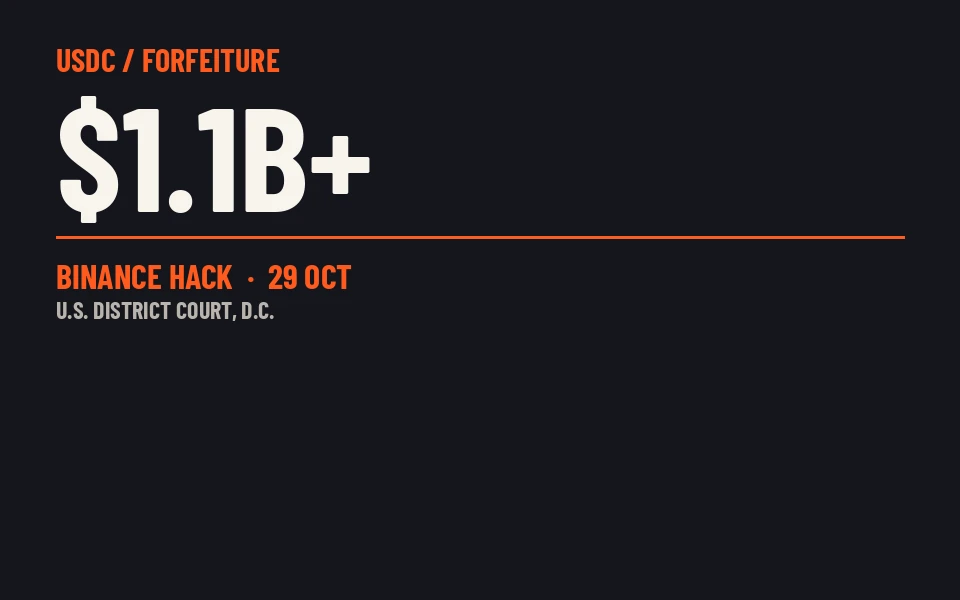 USDC / FORFEITURE
$1.1B+
BINANCE HACK · 29 OCT
U.S. DISTRICT COURT, D.C.